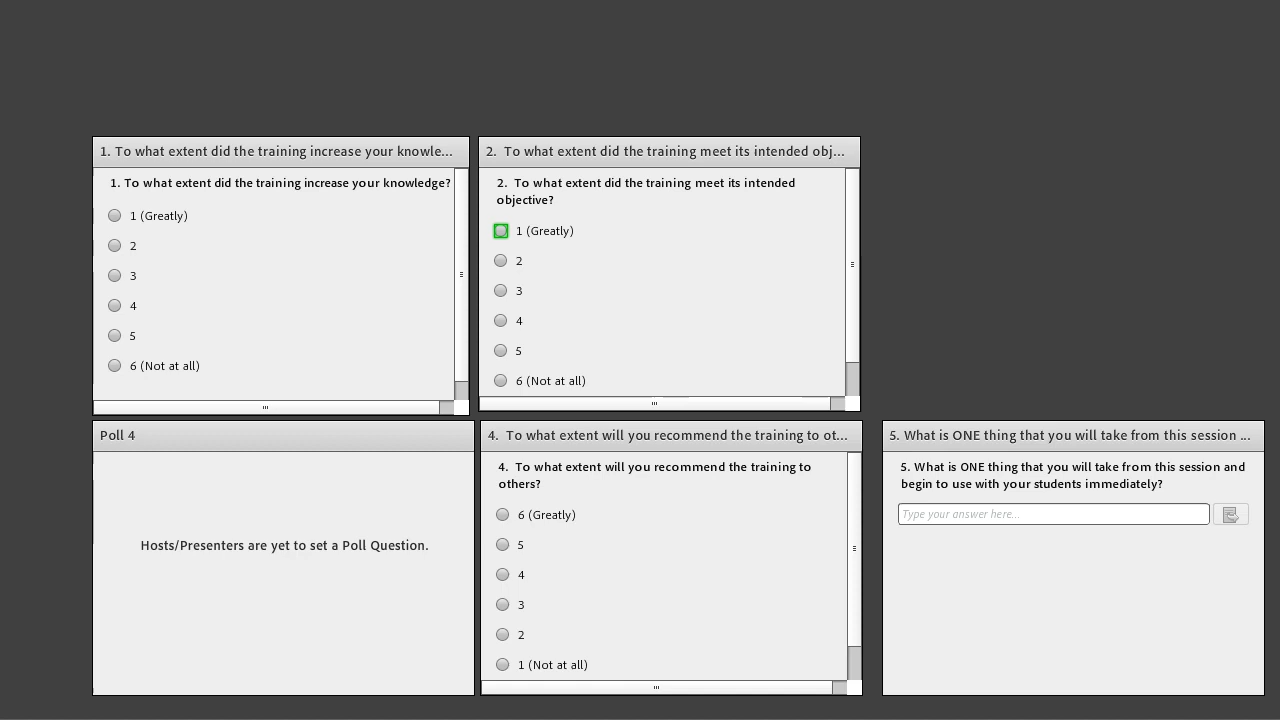 1. To what extent did the training increase your knowle...
1. To what extent did the training increase your knowledge?
1 (Greatly)
2
3
4
5
6 (Not at all)
2.  To what extent did the training meet its intended obj...
2.  To what extent did the training meet its intended
objective?
1 (Greatly)
2
3
4
5
6 (Not at all)
Poll 4
Hosts/Presenters are yet to set a Poll Question.
4.  To what extent will you recommend the training to ot...
4.  To what extent will you recommend the training to
others?
6 (Greatly)
5
4
3
2
1 (Not at all)
5. What is ONE thing that you will take from this session ...
5. What is ONE thing that you will take from this session and
begin to use with your students immediately?
Type your answer here...